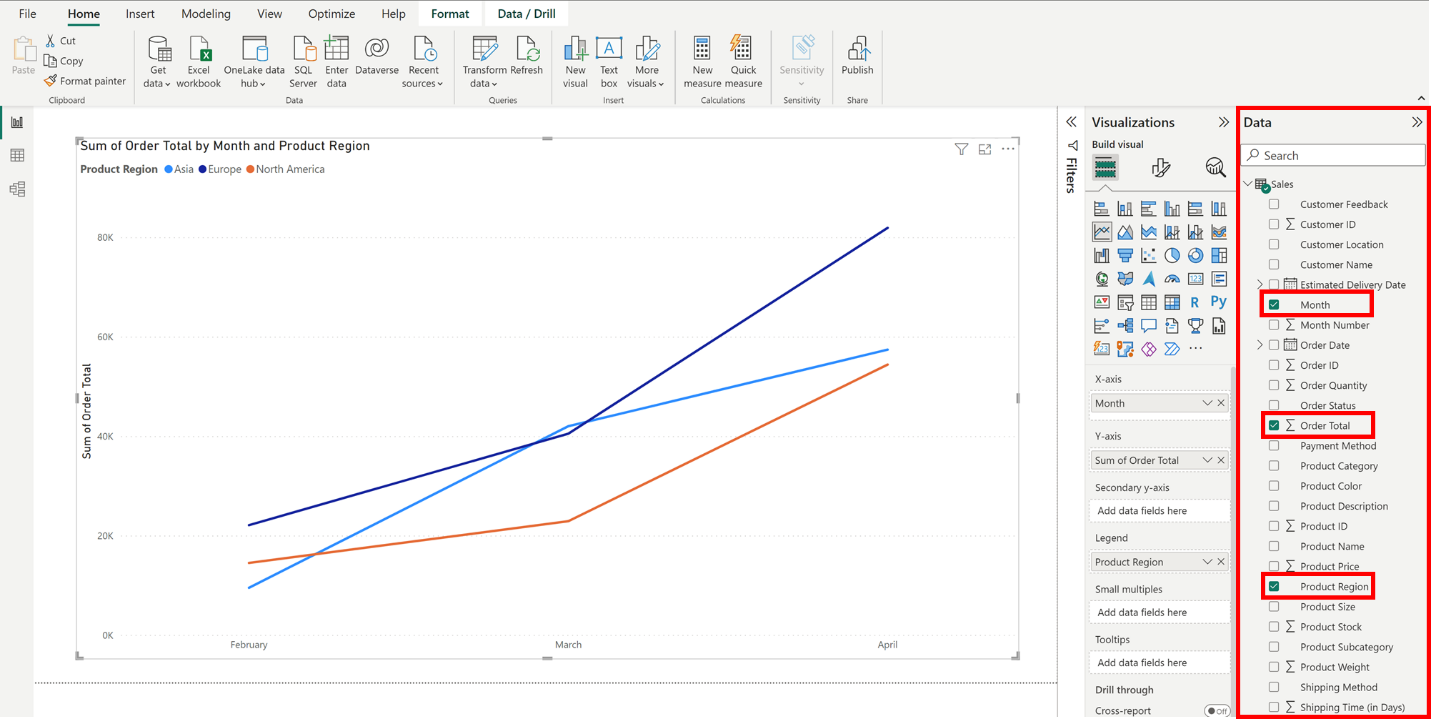 File Home Insert Modeling View Optimize Help Format Data / Drill
Paste
Cut
Copy
Format painter
Clipboard
Get data
Excel workbook
OneLake data hub
SQL Server
Enter data
Dataverse
Recent sources
Data
Transform data
Refresh
Queries
New visual
Text box
More visuals
Insert
New measure
Quick measure
Calculations
Sensitivity
Sensitivity
Publish
Share
Sum of Order Total by Month and Product Region
Product Region Asia Europe North America
80K
60K
40K
20K
0K
Sum of Order Total
February March April
Filters
Visualizations
Build visual
R Py
123
X-axis
Month
Y-axis
Sum of Order Total
Secondary y-axis
Add data fields here
Legend
Product Region
Small multiples
Add data fields here
Tooltips
Add data fields here
Drill through
Cross-report Off
Data
Search
Sales
Customer Feedback
Customer ID
Customer Location
Customer Name
Estimated Delivery Date
Month
Month Number
Order Date
Order ID
Order Quantity
Order Status
Order Total
Payment Method
Product Category
Product Color
Product Description
Product ID
Product Name
Product Price
Product Region
Product Size
Product Stock
Product Subcategory
Product Weight
Shipping Method
Shipping Time (in Days)